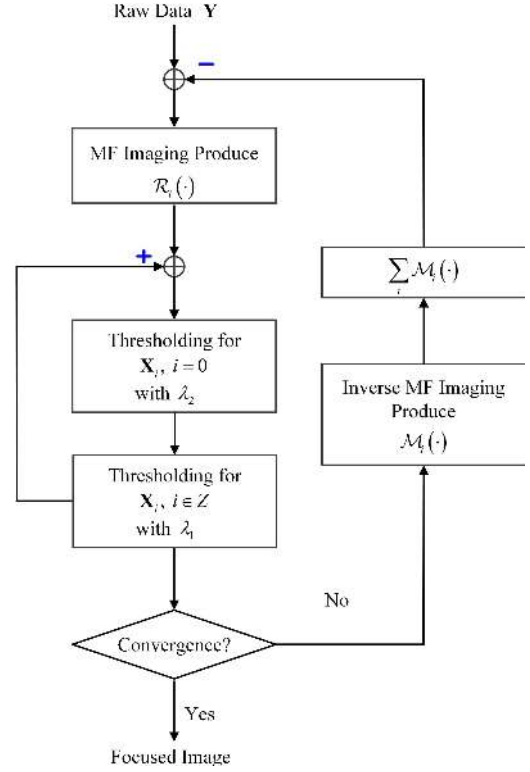 Raw Data Y
−
MF Imaging Produce
ℛᵢ(·)
+
Thresholding for
Xᵢ, i=0
with λ₂
Thresholding for
Xᵢ, i∈Z
with λ₁
Convergence?
Yes
Focused Image
No
Inverse MF Imaging
Produce
ℳᵢ(·)
∑ᵢ ℳᵢ(·)